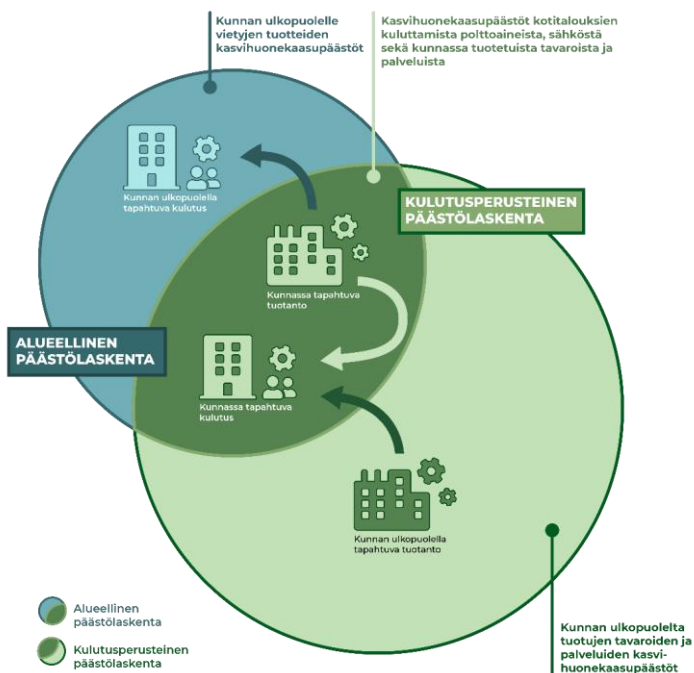 Kunnan ulkopuolelle
vietyjen tuotteiden
kasvihuonekaasupäästöt
Kasvihuonekaasupäästöt kotitalouksien
kuluttamista polttoaineista, sähköstä
sekä kunnassa tuotetuista tavaroista ja
palveluista
Kunnan ulkopuolella
tapahtuva kulutus
KULUTUSPERUSTEINEN
PÄÄSTÖLASKENTA
Kunnassa tapahtuva
tuotanto
ALUEELLINEN
PÄÄSTÖLASKENTA
Kunnassa tapahtuva
kulutus
Kunnan ulkopuolella
tapahtuva tuotanto
Alueellinen
päästölaskenta
Kulutusperusteinen
päästölaskenta
Kunnan ulkopuolelta
tuotujen tavaroiden ja
palveluiden kasvi-
huonekaasupäästöt